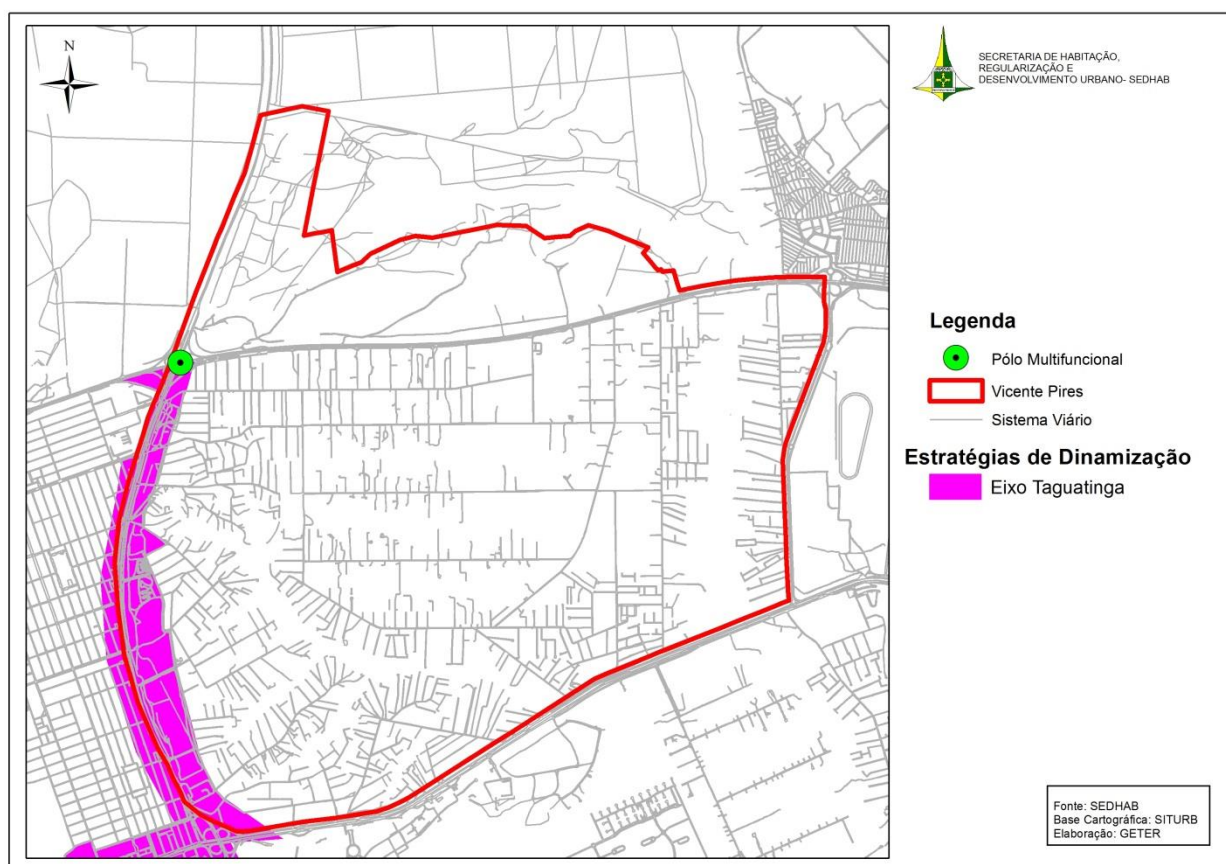 N
SECRETARIA DE HABITAÇÃO,
REGULARIZAÇÃO E
DESENVOLVIMENTO URBANO- SEDHAB
Legenda
Pólo Multifuncional
Vicente Pires
Sistema Viário
Estratégias de Dinamização
Eixo Taguatinga
Fonte: SEDHAB
Base Cartográfica: SITURB
Elaboração: GETER